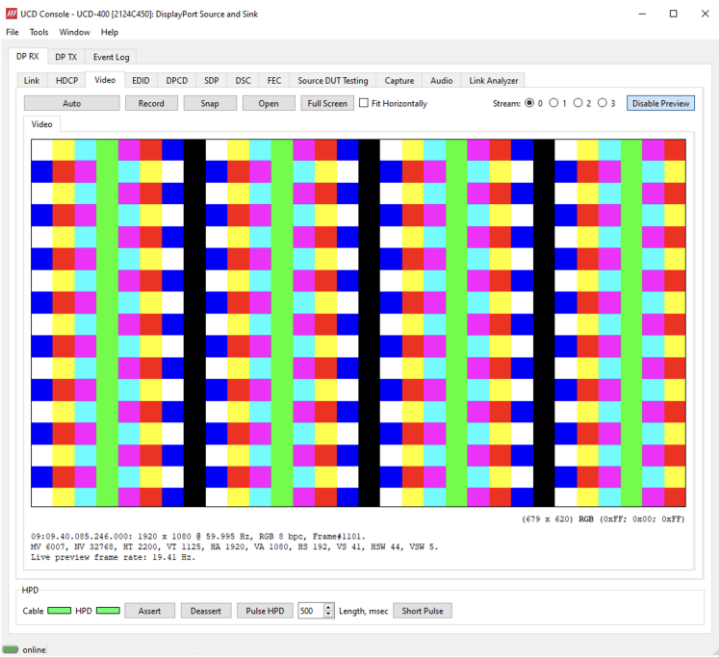 UCD Console - UCD-400 [2124C450]: DisplayPort Source and Sink
File Tools Window Help
DP RX DP TX Event Log
Link HDCP Video EDID DPCD SDP DSC FEC Source DUT Testing Capture Audio Link Analyzer
Auto Record Snap Open Full Screen Fit Horizontally Stream: 0 1 2 3 Disable Preview
Video
(679 x 620) RGB (0xFF; 0x00; 0xFF)
09:09.40.085.246.000: 1920 x 1080 @ 59.995 Hz, RGB 8 bpc, Frame#1101.
MV 6007, NV 32768, HT 2200, VT 1125, HA 1920, VA 1080, HS 192, VS 41, HSW 44, VSW 5.
Live preview frame rate: 19.41 Hz.
HPD
Cable HPD Assert Deassert Pulse HPD 500 Length, msec Short Pulse
online